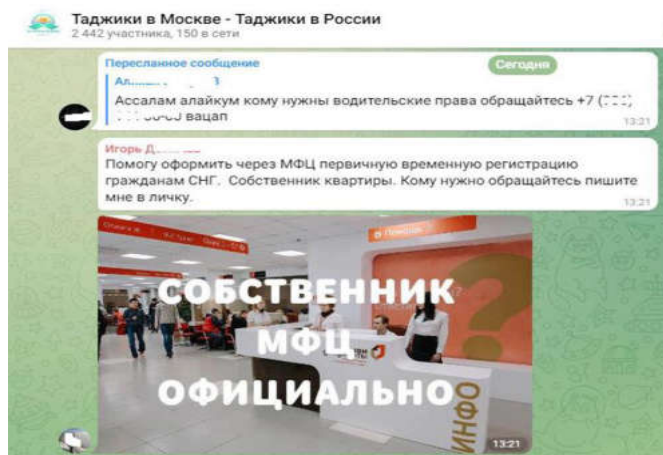 Таджики в Москве - Таджики в России
2 442 участника, 150 в сети
Сегодня
Пересланное сообщение
Ассалам алайкум кому нужны водительские права обращайтесь +7
вацап
13:21
Игорь
Помогу оформить через МФЦ первичную временную регистрацию
гражданам СНГ. Собственник квартиры. Кому нужно обращайтесь пишите
мне в личку.
13:21
СОБСТВЕННИК
МФЦ
ОФИЦИАЛЬНО
ИНФО
13:21